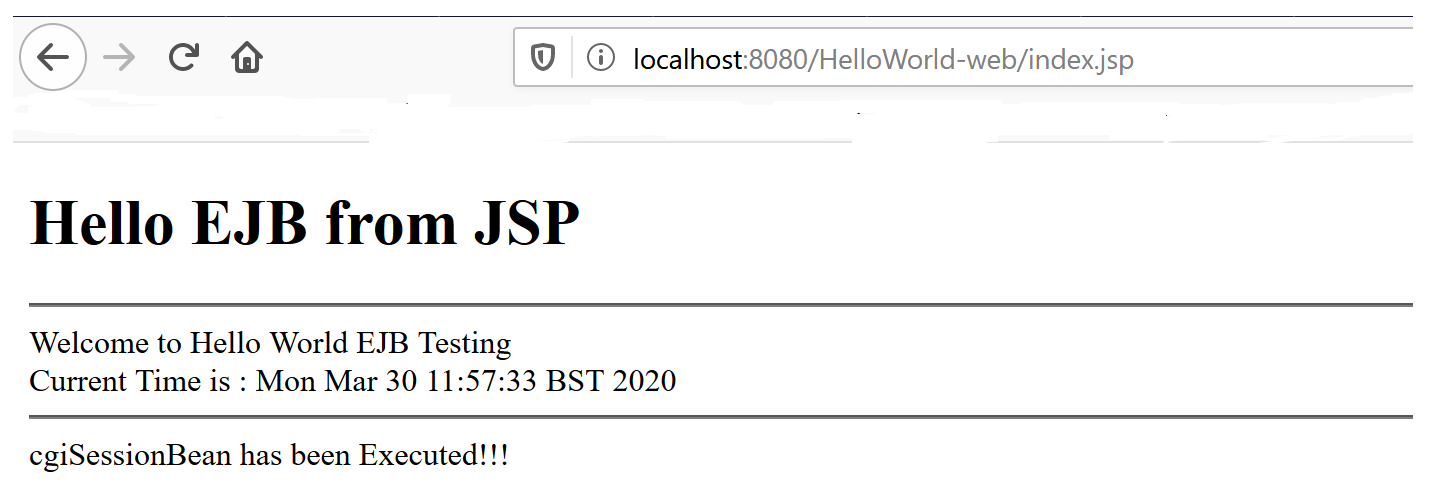 localhost:8080/HelloWorld-web/index.jsp
Hello EJB from JSP
Welcome to Hello World EJB Testing
Current Time is : Mon Mar 30 11:57:33 BST 2020
cgiSessionBean has been Executed!!!